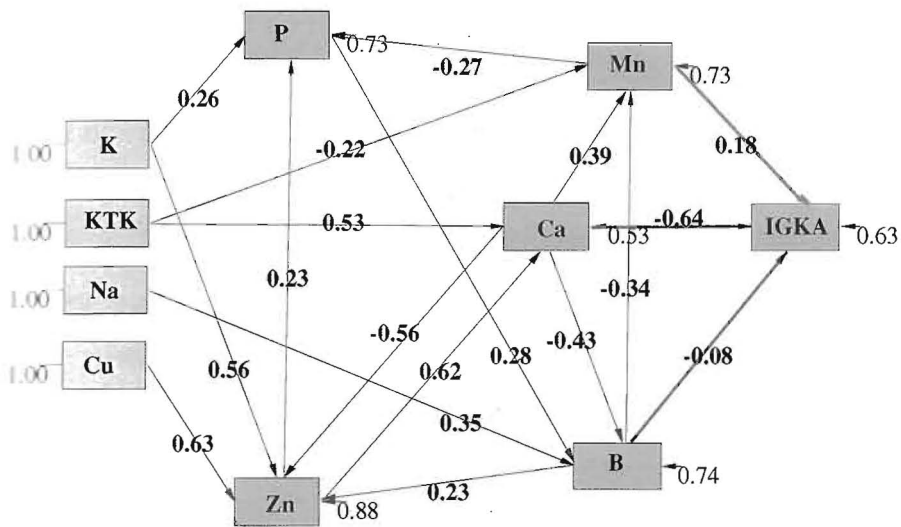 P
0.73
-0.27
Mn
0.73
0.26
1.00
K
-0.22
0.39
0.18
1.00
KTK
0.53
Ca
0.53
-0.64
IGKA
0.63
1.00
Na
0.23
-0.34
-0.56
-0.43
-0.08
1.00
Cu
0.56
0.62
0.28
0.63
0.35
0.23
B
0.74
Zn
0.88